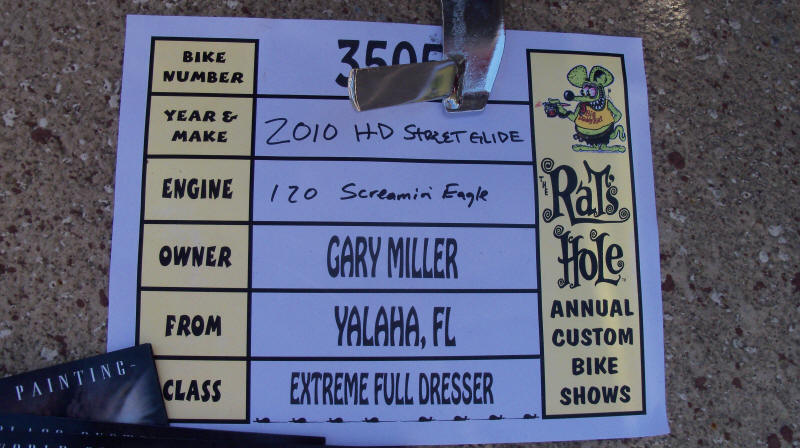 BIKE NUMBER
YEAR & MAKE
2010 H-D STREET GLIDE
ENGINE
120 Screamin' Eagle
OWNER
GARY MILLER
FROM
YALAHA, FL
CLASS
EXTREME FULL DRESSER
THE
RAT'S
HOLE
ANNUAL
CUSTOM
BIKE
SHOWS
PAINTING